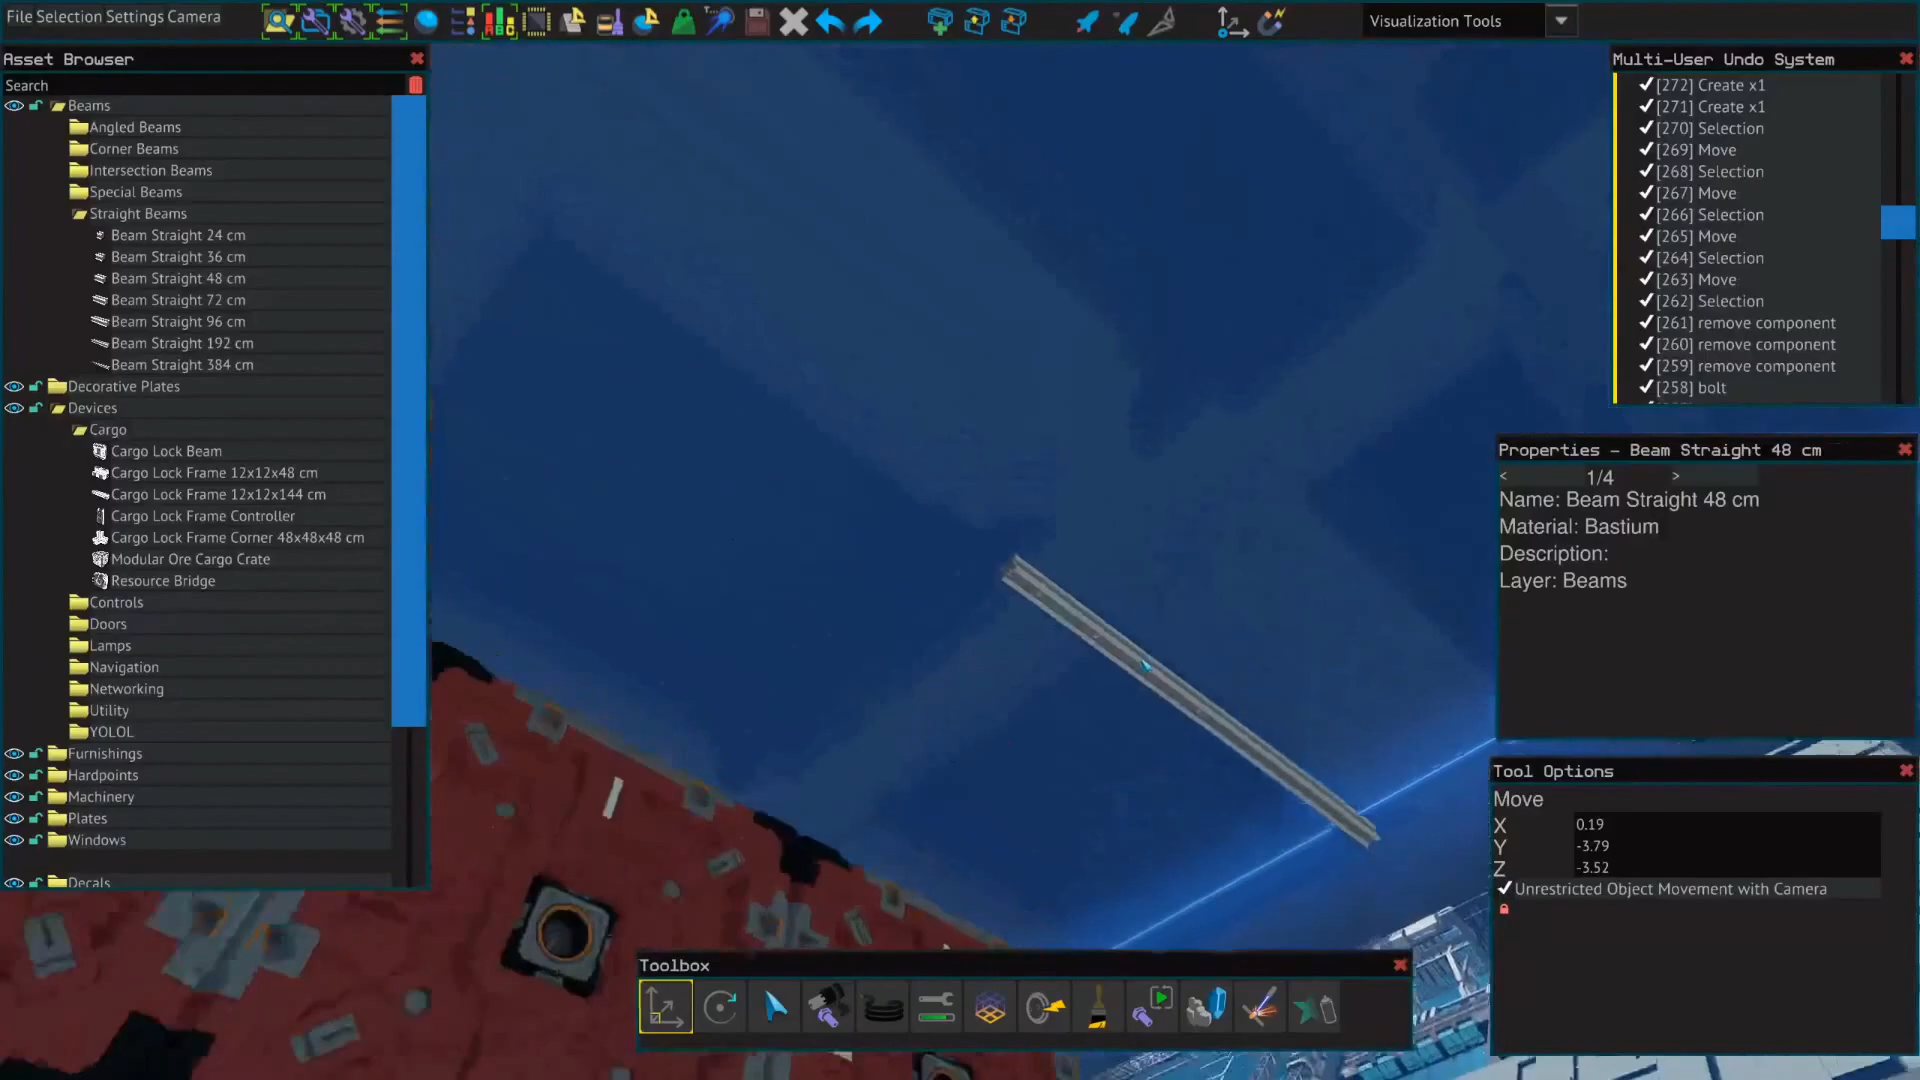 File Selection Settings Camera
Visualization Tools
Asset Browser
Search
Beams
Angled Beams
Corner Beams
Intersection Beams
Special Beams
Straight Beams
Beam Straight 24 cm
Beam Straight 36 cm
Beam Straight 48 cm
Beam Straight 72 cm
Beam Straight 96 cm
Beam Straight 192 cm
Beam Straight 384 cm
Decorative Plates
Devices
Cargo
Cargo Lock Beam
Cargo Lock Frame 12x12x48 cm
Cargo Lock Frame 12x12x144 cm
Cargo Lock Frame Controller
Cargo Lock Frame Corner 48x48x48 cm
Modular Ore Cargo Crate
Resource Bridge
Controls
Doors
Lamps
Navigation
Networking
Utility
YOLOL
Furnishings
Hardpoints
Machinery
Plates
Windows
Decals
Multi-User Undo System
[272] Create x1
[271] Create x1
[270] Selection
[269] Move
[268] Selection
[267] Move
[266] Selection
[265] Move
[264] Selection
[263] Move
[262] Selection
[261] remove component
[260] remove component
[259] remove component
[258] bolt
Properties - Beam Straight 48 cm
< 1/4 >
Name: Beam Straight 48 cm
Material: Bastium
Description:
Layer: Beams
Tool Options
Move
X 0.19
Y -3.79
Z -3.52
Unrestricted Object Movement with Camera
Toolbox